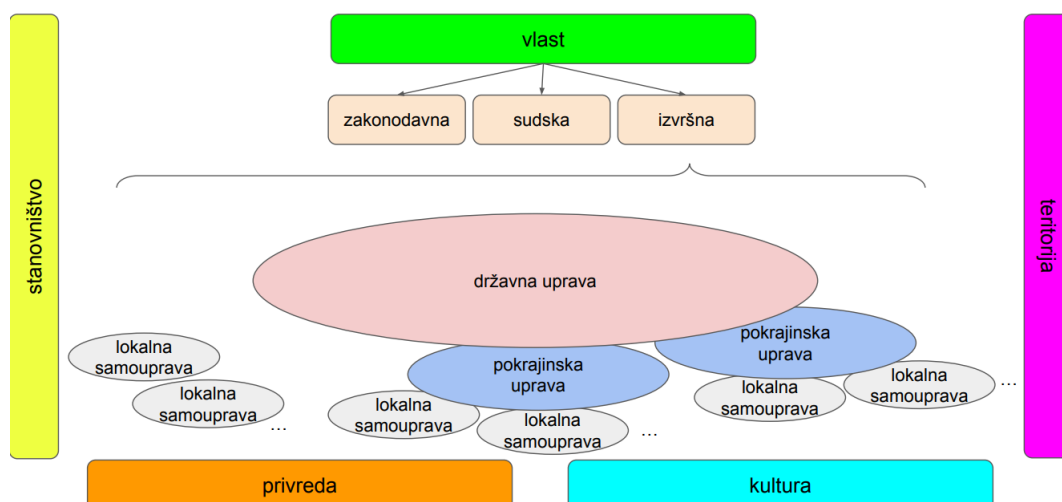 vlast
zakonodavna
sudska
izvršna
stanovništvo
teritorija
državna uprava
pokrajinska
uprava
pokrajinska
uprava
lokalna
samouprava
lokalna
samouprava
...
lokalna
samouprava
lokalna
samouprava
...
lokalna
samouprava
lokalna
samouprava
...
privreda
kultura